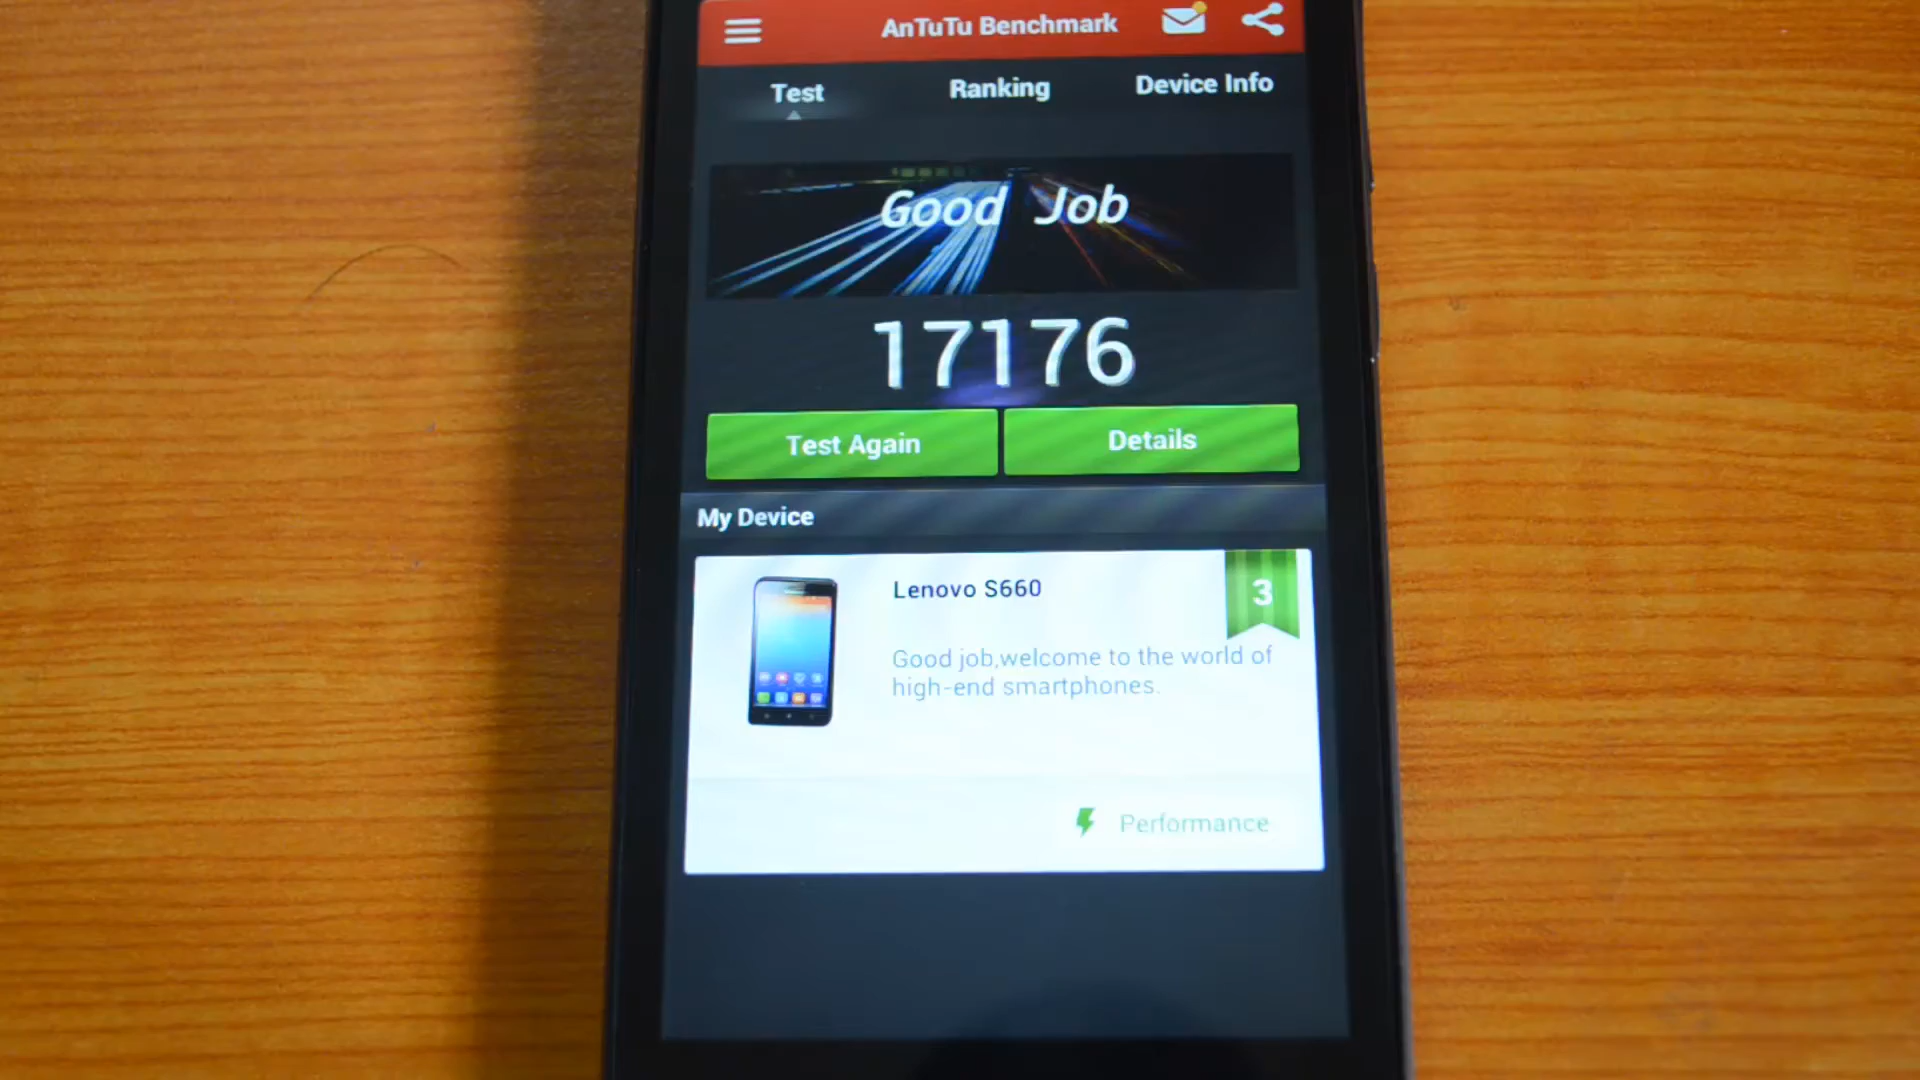 AnTuTu Benchmark
Test
Ranking
Device Info
Good Job
17176
Test Again
Details
My Device
Lenovo S660
3
Good job,welcome to the world of
high-end smartphones.
Performance